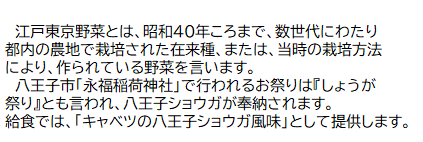 江戸東京野菜とは、昭和40年ころまで、数世代にわたり
都内の農地で栽培された在来種、または、当時の栽培方法
により、作られている野菜を言います。
八王子市「永福稲荷神社」で行われるお祭りは『しょうが
祭り』とも言われ、八王子ショウガが奉納されます。
給食では、「キャベツの八王子ショウガ風味」として提供します。